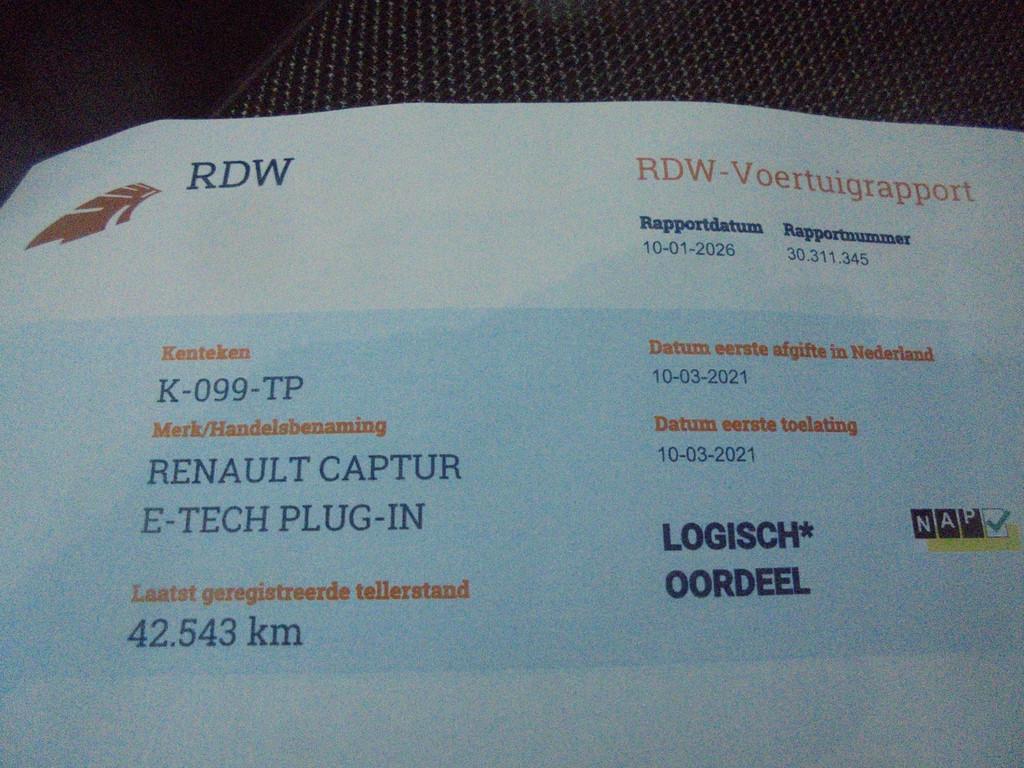 RDW
RDW-Voertuigrapport
Rapportdatum Rapportnummer
10-01-2026 30.311.345
Kenteken
K-099-TP
Merk/Handelsbenaming
RENAULT CAPTUR
E-TECH PLUG-IN
Laatst geregistreerde tellerstand
42.543 km
Datum eerste afgifte in Nederland
10-03-2021
Datum eerste toelating
10-03-2021
LOGISCH*
OORDEEL
NAP